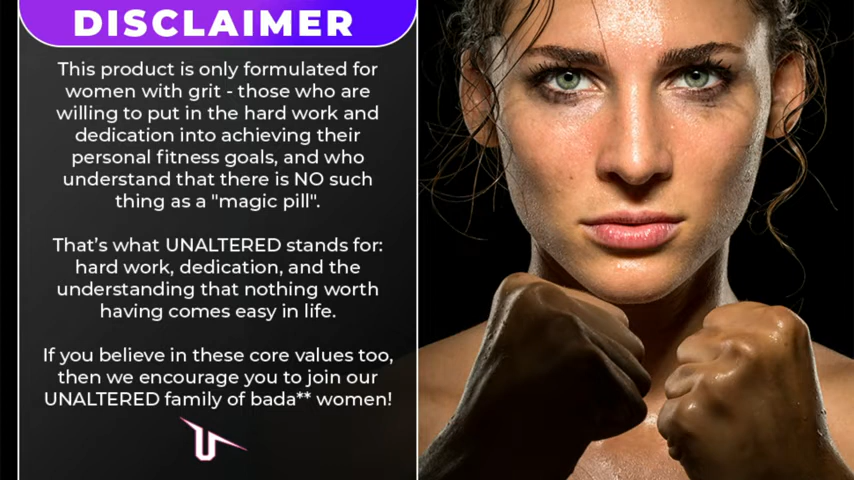 DISCLAIMER
This product is only formulated for
women with grit - those who are
willing to put in the hard work and
dedication into achieving their
personal fitness goals, and who
understand that there is NO such
thing as a "magic pill".
That’s what UNALTERED stands for:
hard work, dedication, and the
understanding that nothing worth
having comes easy in life.
If you believe in these core values too,
then we encourage you to join our
UNALTERED family of bada** women!